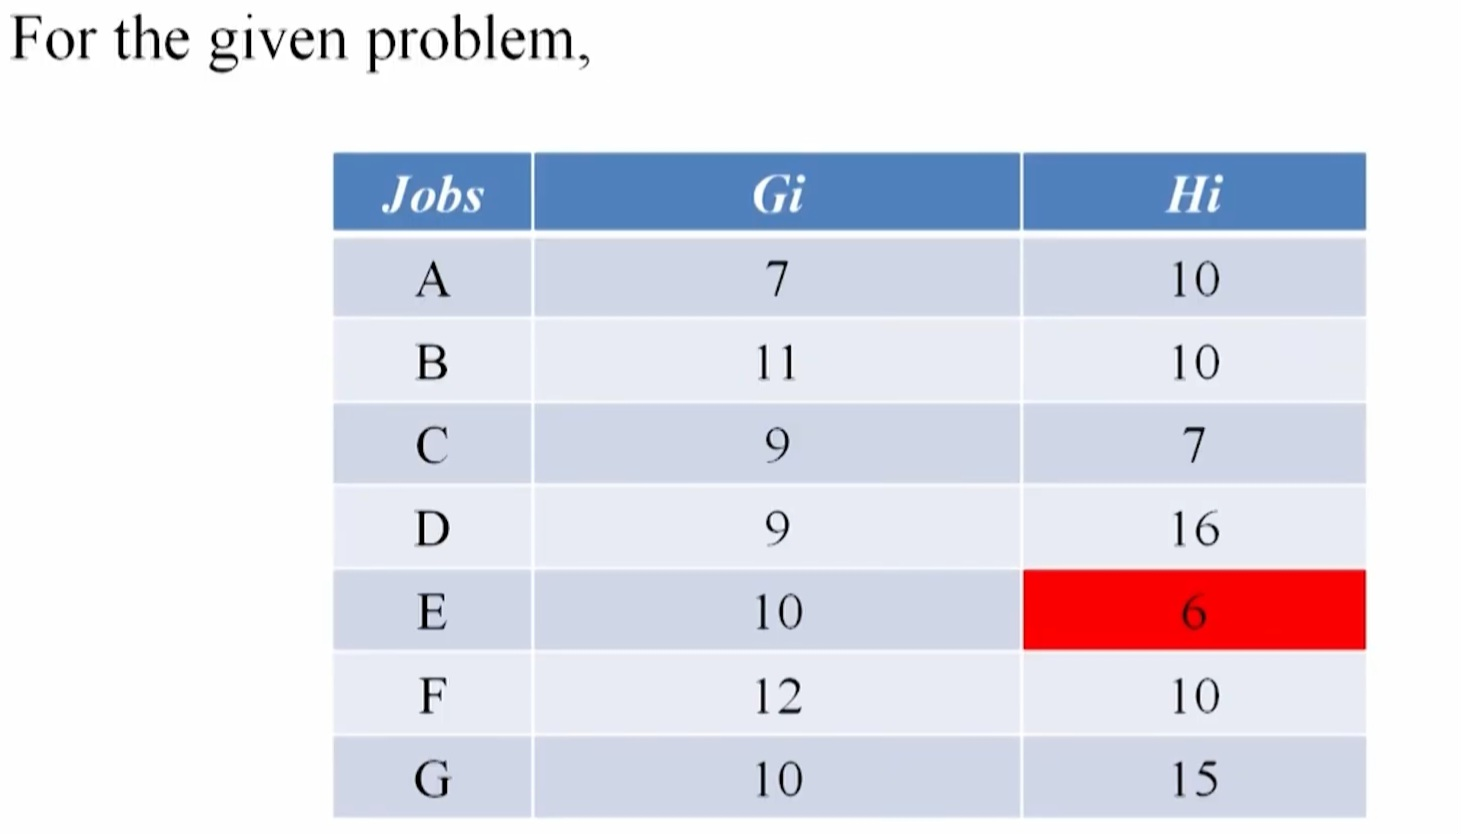 For the given problem,
Jobs Gi Hi
A 7 10
B 11 10
C 9 7
D 9 16
E 10 6
F 12 10
G 10 15